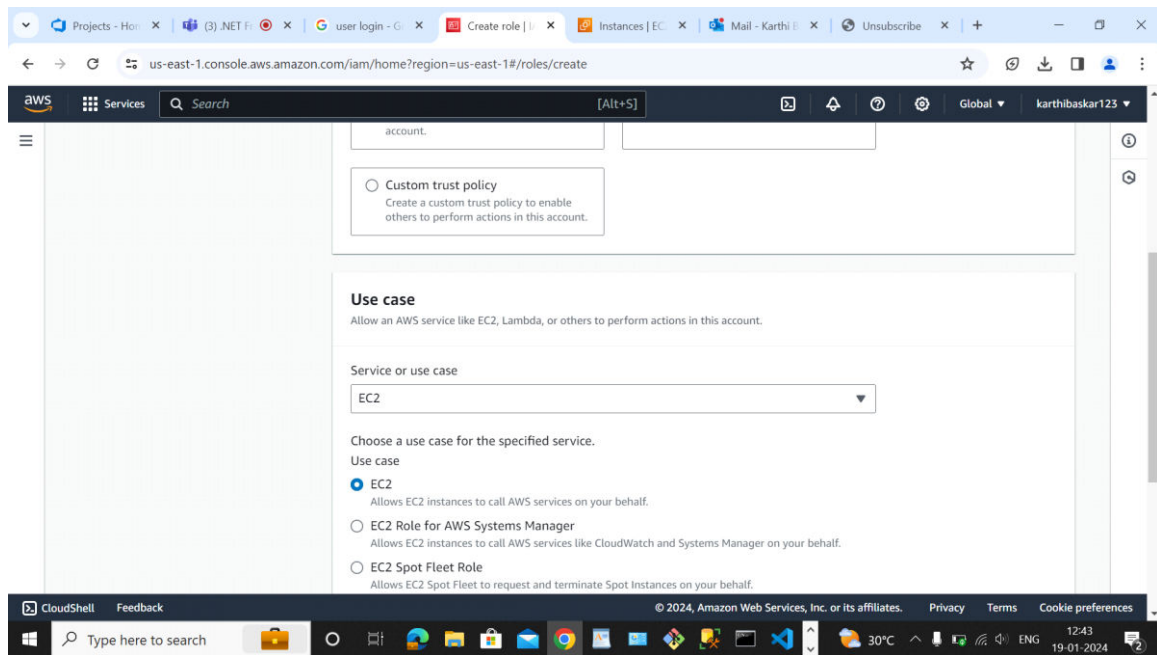 Projects - Hom
(3) .NET F
user login - G
Create role | I
Instances | EC
Mail - Karthi B
Unsubscribe
us-east-1.console.aws.amazon.com/iam/home?region=us-east-1#/roles/create
aws
Services
Search
[Alt+S]
Global
karthibaskar123
account.
Custom trust policy
Create a custom trust policy to enable
others to perform actions in this account.
Use case
Allow an AWS service like EC2, Lambda, or others to perform actions in this account.
Service or use case
EC2
Choose a use case for the specified service.
Use case
EC2
Allows EC2 instances to call AWS services on your behalf.
EC2 Role for AWS Systems Manager
Allows EC2 instances to call AWS services like CloudWatch and Systems Manager on your behalf.
EC2 Spot Fleet Role
Allows EC2 Spot Fleet to request and terminate Spot Instances on your behalf.
CloudShell
Feedback
© 2024, Amazon Web Services, Inc. or its affiliates.
Privacy
Terms
Cookie preferences
Type here to search
30°C
ENG
12:43
19-01-2024
2